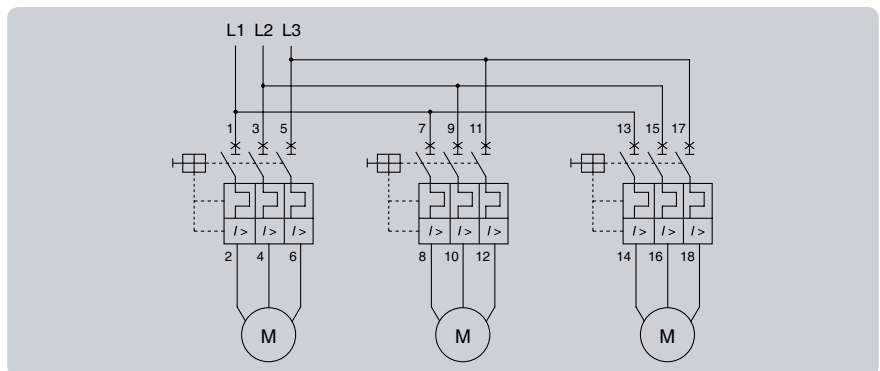 L1 L2 L3
1 3 5 7 9 11 13 15 17
I > I > I > I > I > I > I > I > I >
2 4 6 8 10 12 14 16 18
M M M